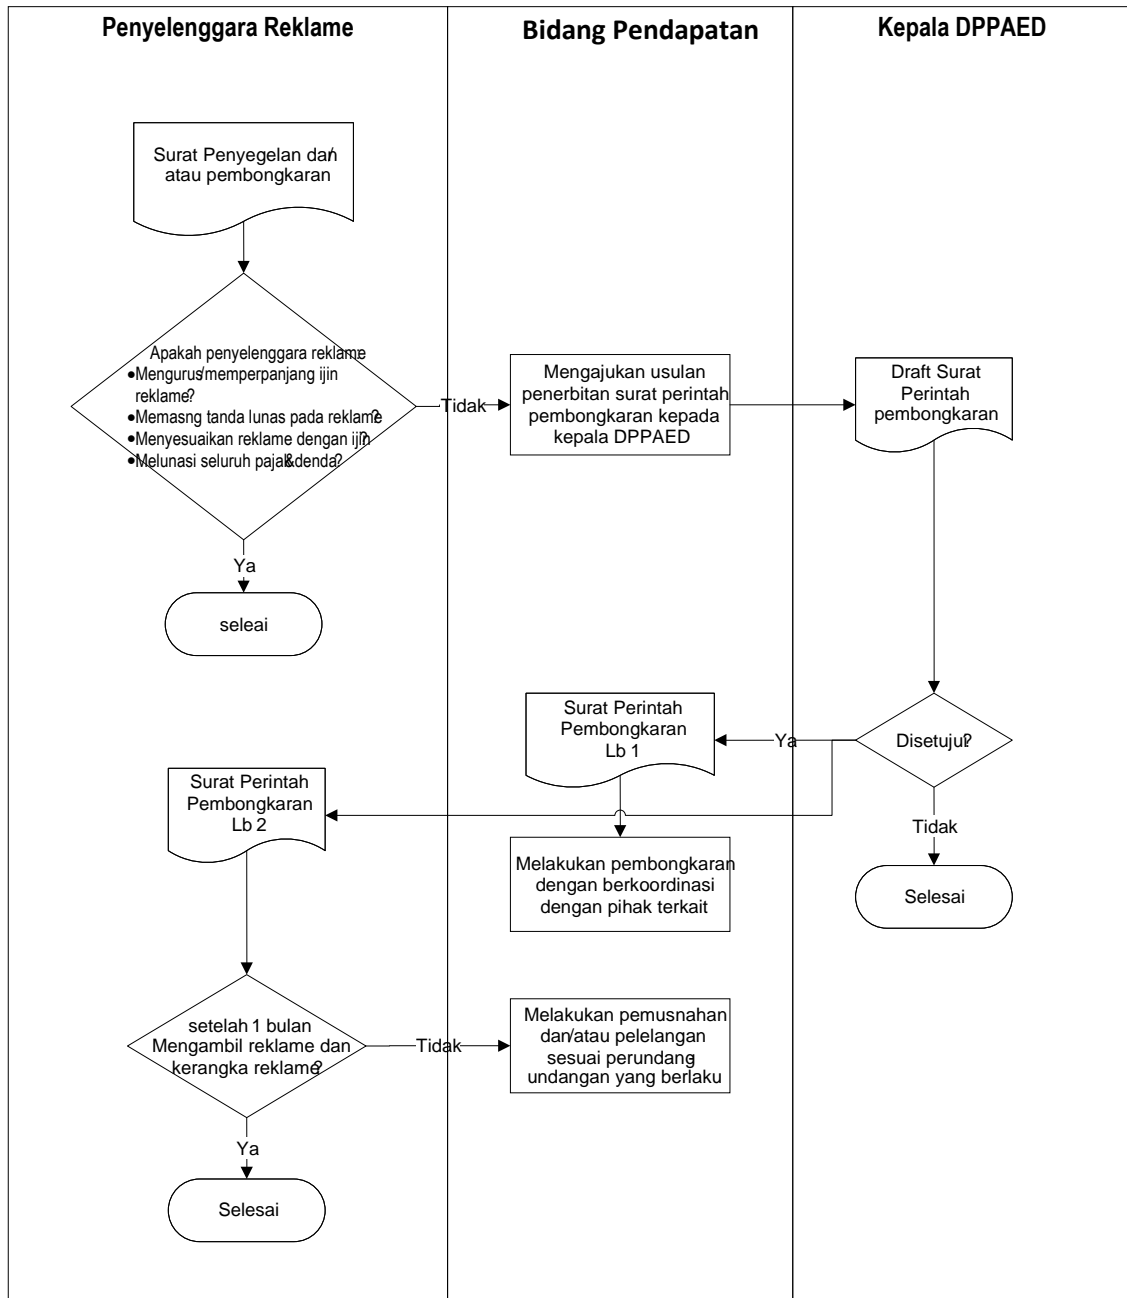 Penyelenggara Reklame
Bidang Pendapatan
Kepala DPPAED
Surat Penyegelan dan/
atau pembongkaran
Apakah penyelenggara reklame:
•Mengurus/memperpanjang ijin
reklame?
•Memasng tanda lunas pada reklame?
•Menyesuaikan reklame dengan ijin?
•Melunasi seluruh pajak&denda?
Tidak
Mengajukan usulan
penerbitan surat perintah
pembongkaran kepada
kepala DPPAED
Draft Surat
Perintah
pembongkaran
Ya
seleai
Surat Perintah
Pembongkaran
Lb 1
Ya
Disetujui?
Surat Perintah
Pembongkaran
Lb 2
Tidak
Melakukan pembongkaran
dengan berkoordinasi
dengan pihak terkait
Selesai
setelah 1 bulan
Mengambil reklame dan
kerangka reklame?
Tidak
Melakukan pemusnahan
dan/atau pelelangan
sesuai perundang-
undangan yang berlaku
Ya
Selesai